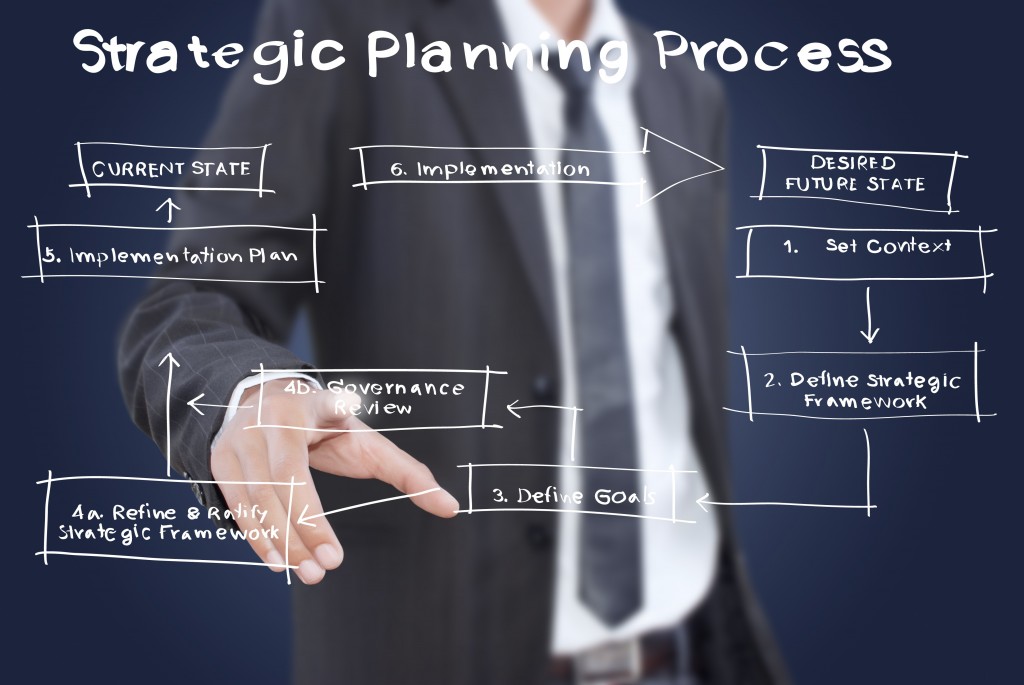 Strategic Planning Process
CURRENT STATE
6. Implementation
DESIRED
FUTURE STATE
5. Implementation Plan
1. Set Context
2. Define Strategic
Framework
4b. Governance
Review
3. Define Goals
4a. Refine & Ratify
Strategic Framework